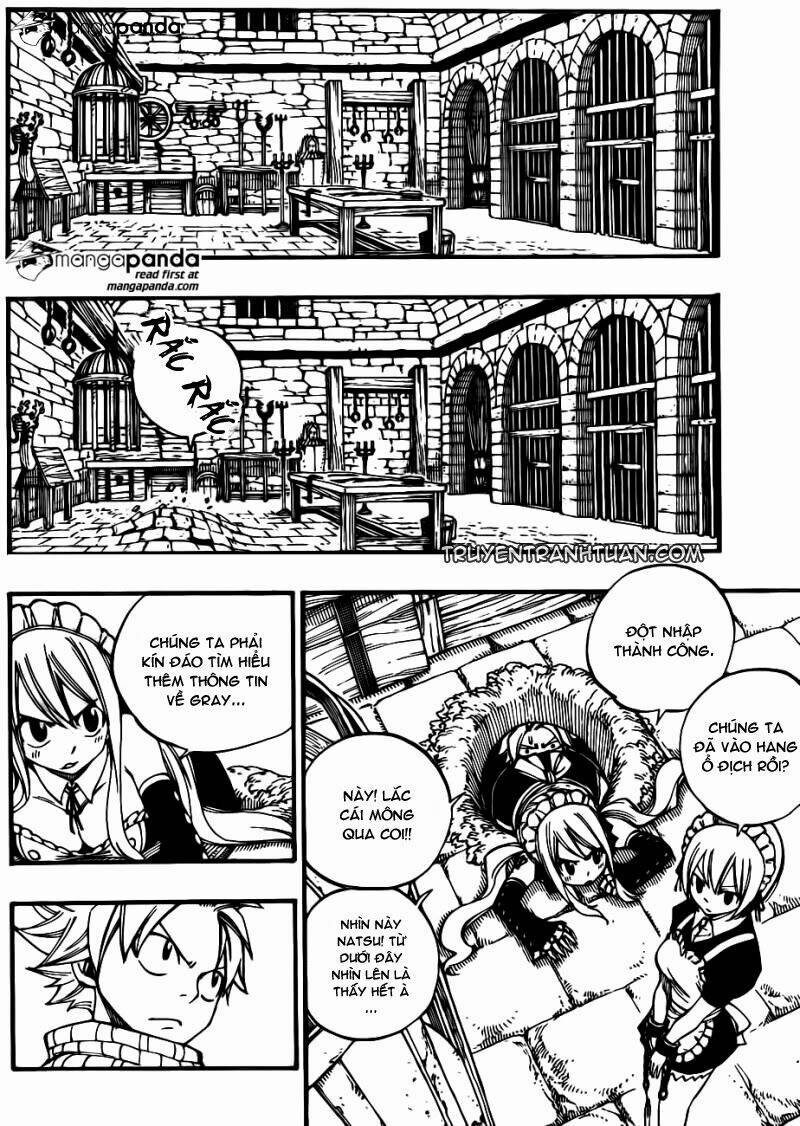 mangapanda
mangapanda
read first at
mangapanda.com
RẮC RẮC
TRUYENTRANHTUAN.COM
ĐỘT NHẬP
THÀNH CÔNG.
CHÚNG TA
ĐÃ VÀO HANG
Ổ ĐỊCH RỒI?
NÀY! LẮC
CÁI MÔNG
QUA COI!!
NHÌN NÀY
NATSU! TỪ
DƯỚI ĐÂY
NHÌN LÊN LÀ
THẤY HẾT À
...
CHÚNG TA PHẢI
KÍN ĐÁO TÌM HIỂU
THÊM THÔNG TIN
VỀ GRAY...